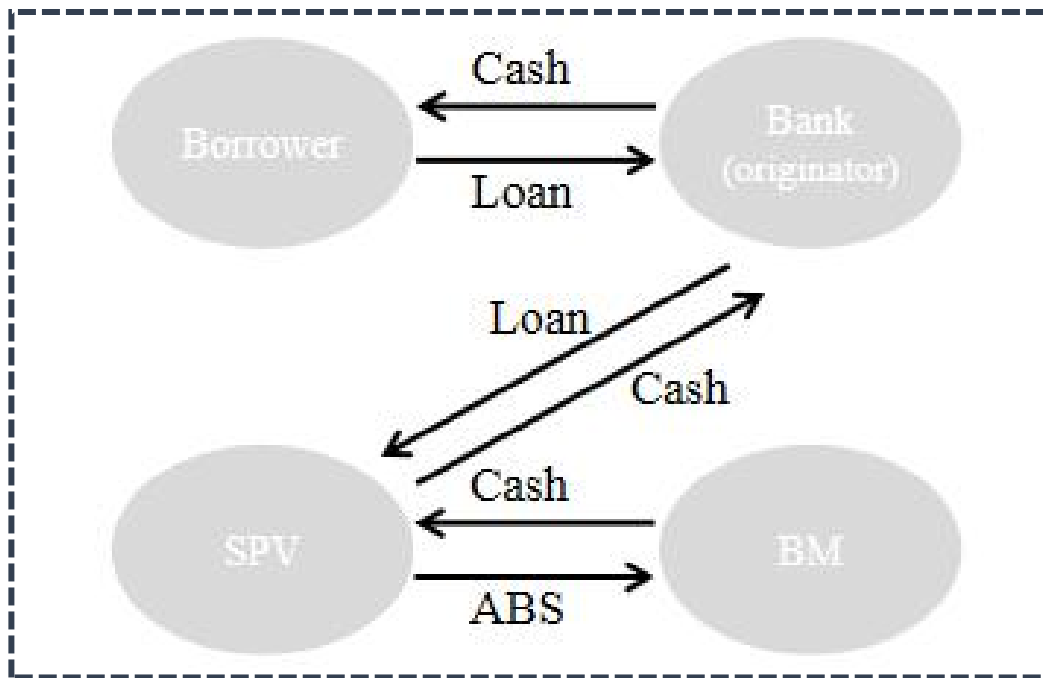 Cash
Borrower
Bank
(originator)
Loan
Loan
Cash
Cash
SPV
BM
ABS